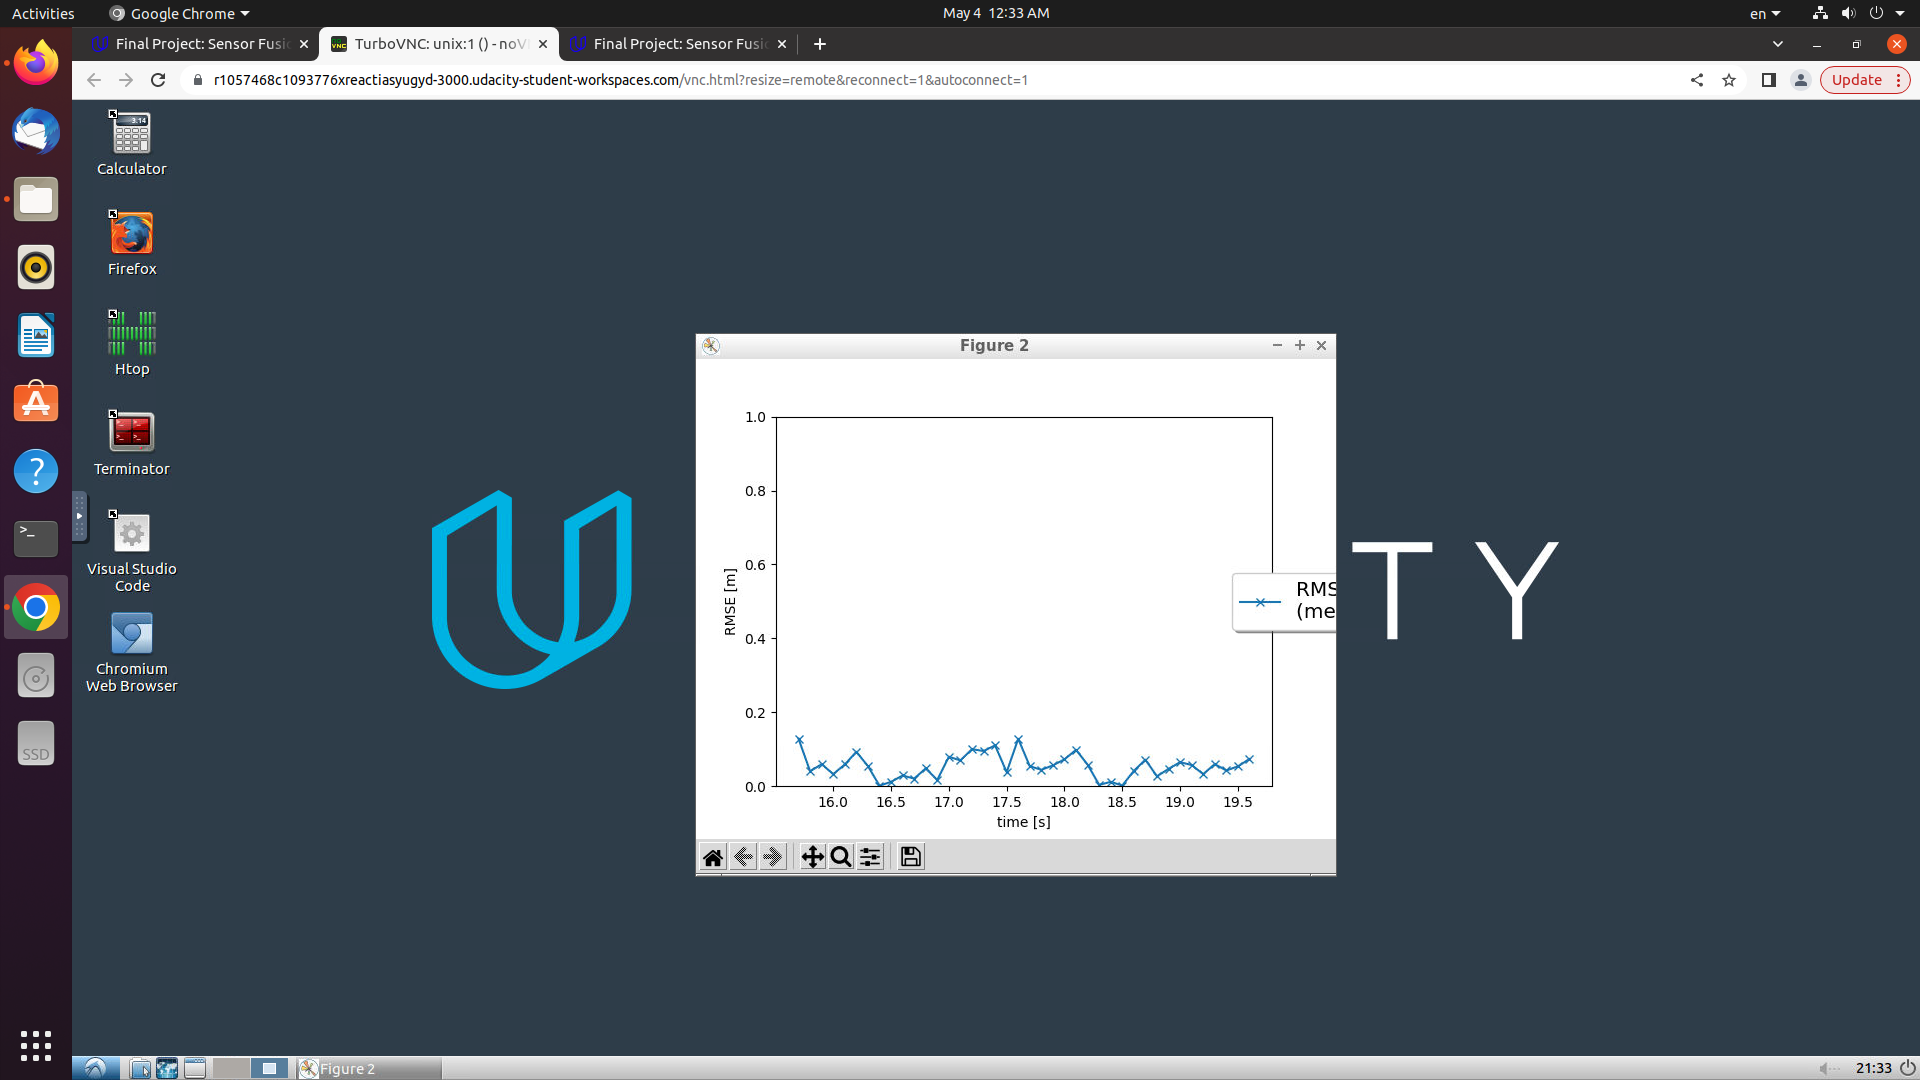 Activities
Google Chrome
May 4 12:33 AM
en
Final Project: Sensor Fusi
TurboVNC: unix:1 () - noV
Final Project: Sensor Fusi
r1057468c1093776xreactiasyugyd-3000.udacity-student-workspaces.com/vnc.html?resize=remote&reconnect=1&autoconnect=1
Update
3.14
Calculator
Firefox
Htop
Terminator
Visual Studio
Code
Chromium
Web Browser
SSD
Figure 2
1.0
0.8
0.6
0.4
0.2
0.0
RMSE [m]
16.0 16.5 17.0 17.5 18.0 18.5 19.0 19.5
time [s]
RMS
(me
T Y
Figure 2
21:33